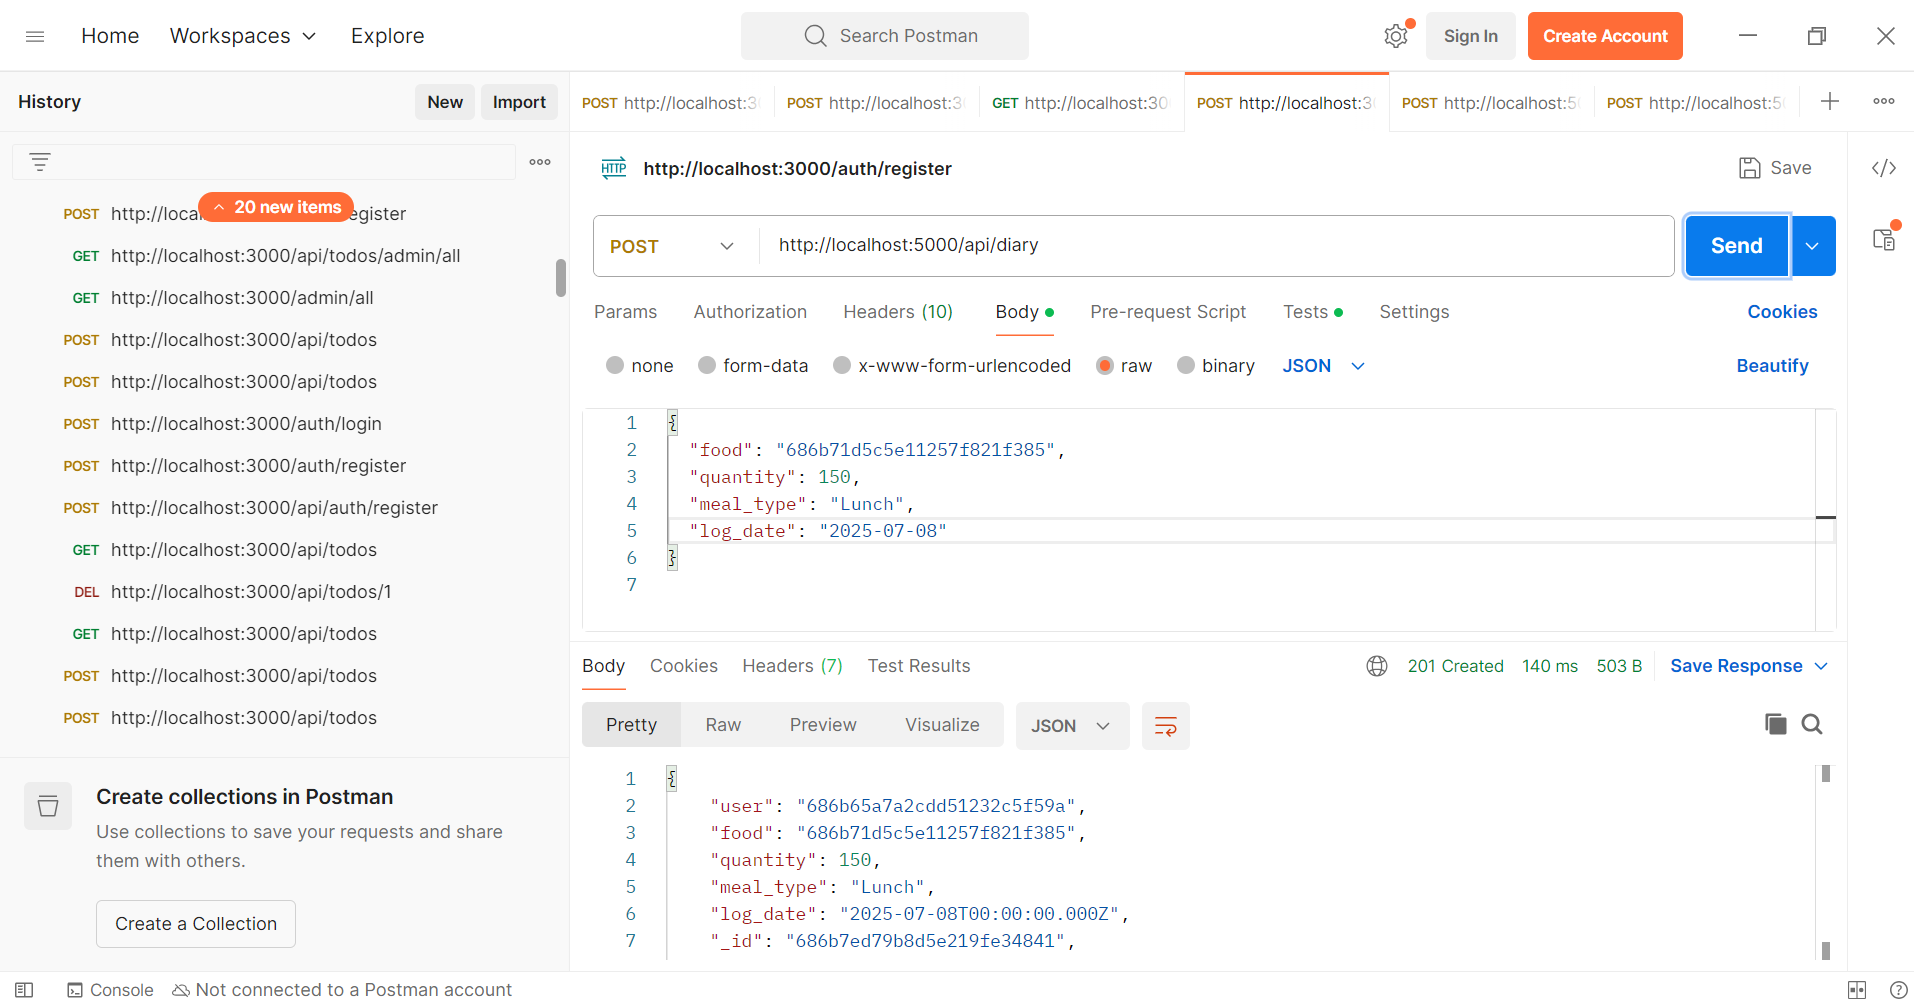 Home Workspaces Explore Search Postman Sign In Create Account
History New Import
POST http://localhost:3 POST http://localhost:3 GET http://localhost:30 POST http://localhost:30 POST http://localhost:50 POST http://localhost:50
20 new items
POST http://loca register
GET http://localhost:3000/api/todos/admin/all
GET http://localhost:3000/admin/all
POST http://localhost:3000/api/todos
POST http://localhost:3000/api/todos
POST http://localhost:3000/auth/login
POST http://localhost:3000/auth/register
POST http://localhost:3000/api/auth/register
GET http://localhost:3000/api/todos
DEL http://localhost:3000/api/todos/1
GET http://localhost:3000/api/todos
POST http://localhost:3000/api/todos
POST http://localhost:3000/api/todos
Create collections in Postman
Use collections to save your requests and share
them with others.
Create a Collection
HTTP http://localhost:3000/auth/register Save </>
POST http://localhost:5000/api/diary Send
Params Authorization Headers (10) Body Pre-request Script Tests Settings Cookies
none form-data x-www-form-urlencoded raw binary JSON Beautify
1 {
2 "food": "686b71d5c5e11257f821f385",
3 "quantity": 150,
4 "meal_type": "Lunch",
5 "log_date": "2025-07-08"
6 }
7
Body Cookies Headers (7) Test Results 201 Created 140 ms 503 B Save Response
Pretty Raw Preview Visualize JSON
1 {
2 "user": "686b65a7a2cdd51232c5f59a",
3 "food": "686b71d5c5e11257f821f385",
4 "quantity": 150,
5 "meal_type": "Lunch",
6 "log_date": "2025-07-08T00:00:00.000Z",
7 "_id": "686b7ed79b8d5e219fe34841",
Console Not connected to a Postman account